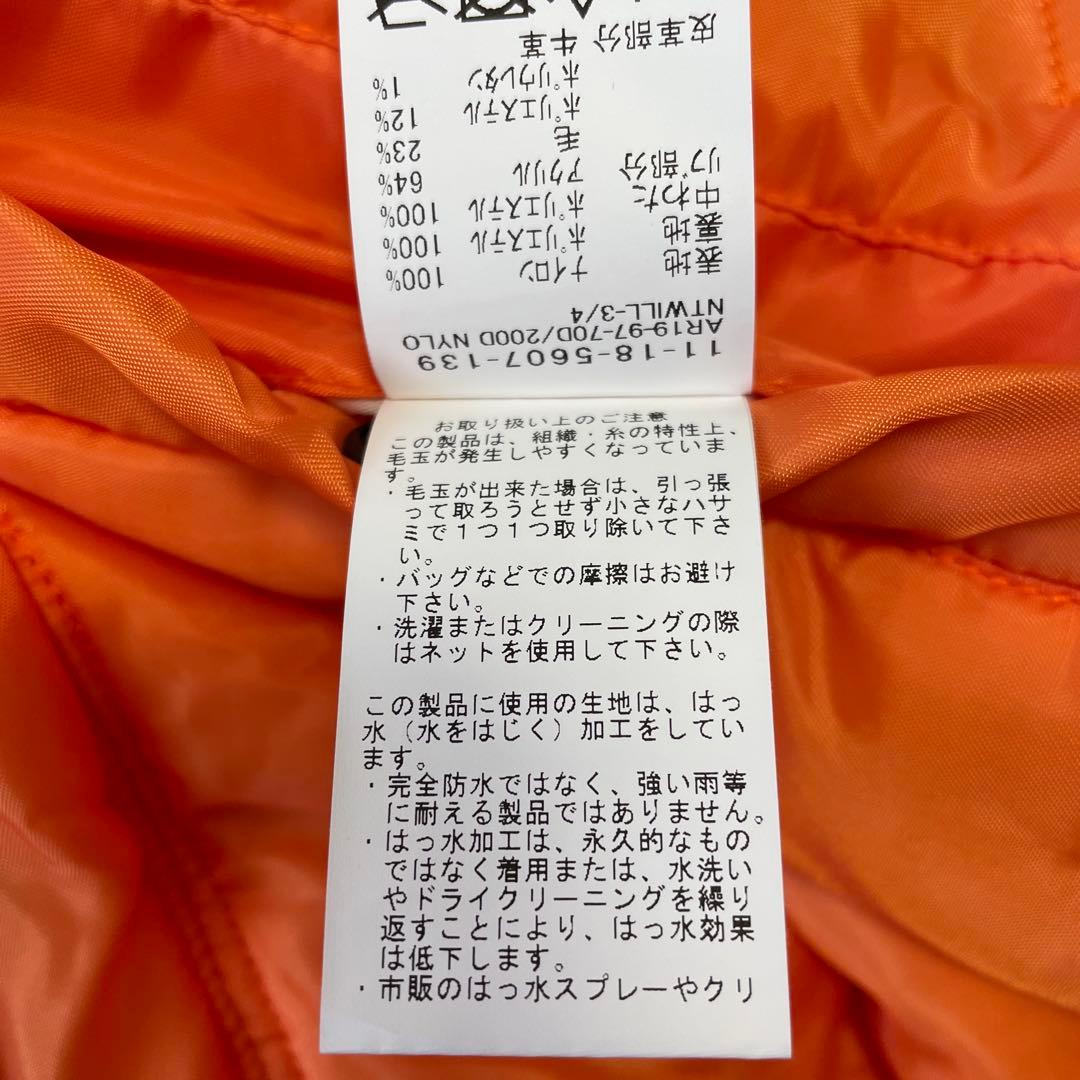 11-18-5607-139
AR19-97-70D/200D NYLO
NTWILL-3/4
表地 ナイロン 100%
裏地 ポリエステル 100%
中わた ポリエステル 100%
リブ部分 アクリル 64%
毛 23%
ポリエステル 12%
ポリウレタン 1%
皮革部分 牛革
お取り扱い上のご注意
この製品は、組織・糸の特性上、
毛玉が発生しやすくなっていま
す。
・毛玉が出来た場合は、引っ張
って取ろうとせず小さなハサ
ミで1つ1つ取り除いて下さ
い。
・バッグなどでの摩擦はお避け
下さい。
・洗濯またはクリーニングの際
はネットを使用して下さい。
この製品に使用の生地は、はっ
水（水をはじく）加工をしてい
ます。
・完全防水ではなく、強い雨等
に耐える製品ではありません。
・はっ水加工は、永久的なもの
ではなく着用または、水洗い
やドライクリーニングを繰り
返すことにより、はっ水効果
は低下します。
・市販のはっ水スプレーやクリ